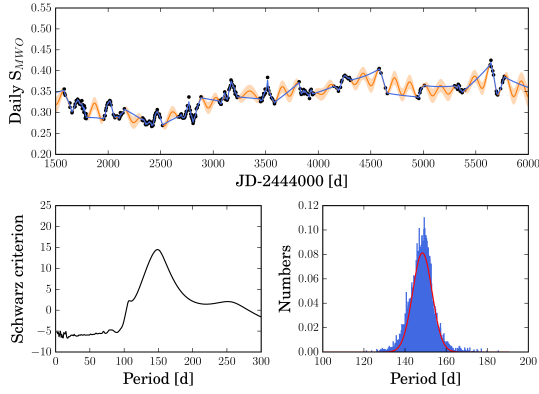 Daily S_MWO
0.55
0.50
0.45
0.40
0.35
0.30
0.25
0.20
1500 2000 2500 3000 3500 4000 4500 5000 5500 6000
JD-2444000 [d]
Schwarz criterion
25
20
15
10
5
0
−5
−10
0 50 100 150 200 250 300
Period [d]
Numbers
0.12
0.10
0.08
0.06
0.04
0.02
0.00
100 120 140 160 180 200
Period [d]